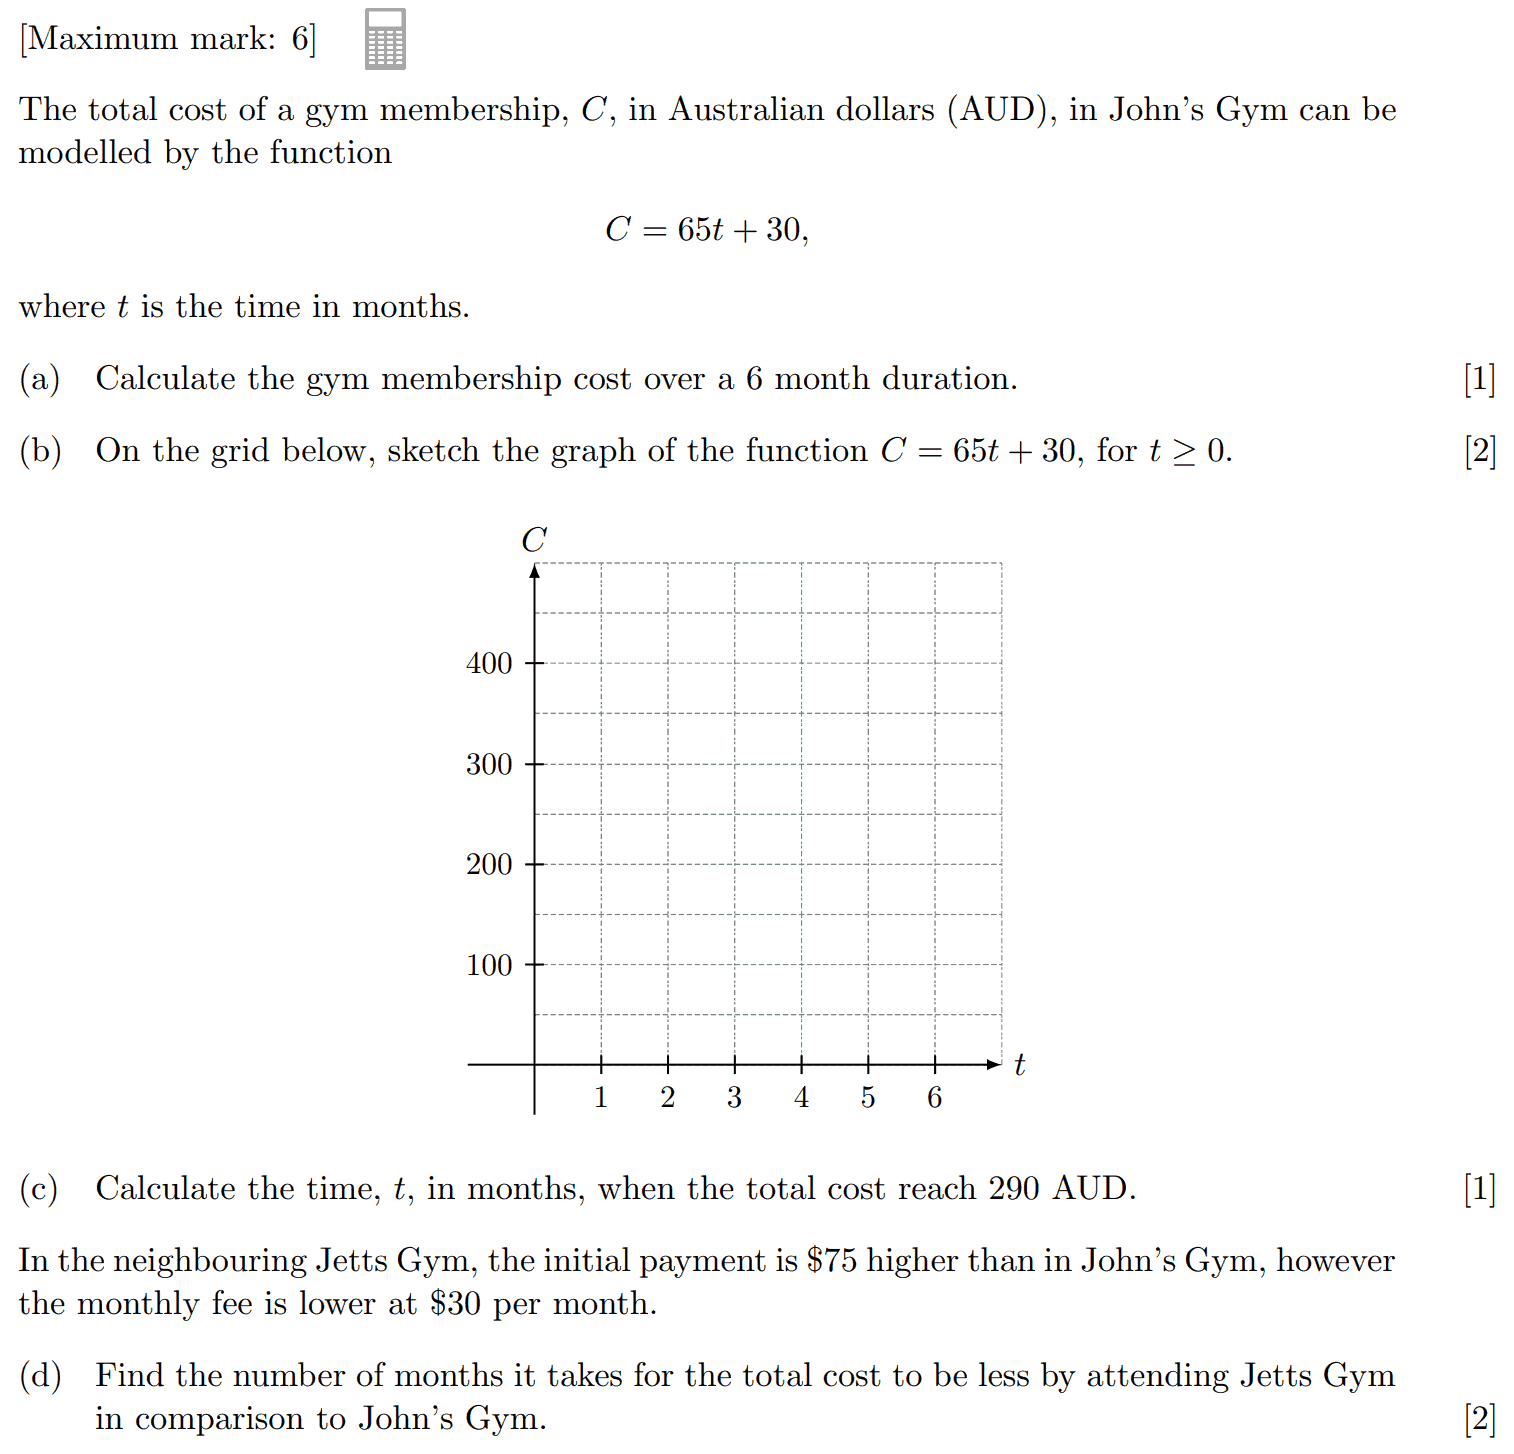 [Maximum mark: 6]
The total cost of a gym membership, C, in Australian dollars (AUD), in John's Gym can be
modelled by the function
C = 65t + 30,
where t is the time in months.
(a) Calculate the gym membership cost over a 6 month duration. [1]
(b) On the grid below, sketch the graph of the function C = 65t + 30, for t ≥ 0. [2]
C
400
300
200
100
t
1 2 3 4 5 6
(c) Calculate the time, t, in months, when the total cost reach 290 AUD. [1]
In the neighbouring Jetts Gym, the initial payment is $75 higher than in John's Gym, however
the monthly fee is lower at $30 per month.
(d) Find the number of months it takes for the total cost to be less by attending Jetts Gym
in comparison to John's Gym. [2]